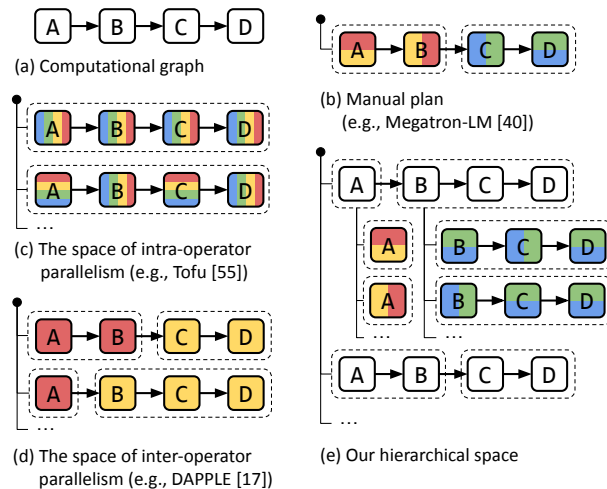 A B C D
(a) Computational graph
A B C D
(b) Manual plan
(e.g., Megatron-LM [40])
A B C D
A B C D
...
(c) The space of intra-operator
parallelism (e.g., Tofu [55])
A B C D
A B C D
...
(d) The space of inter-operator
parallelism (e.g., DAPPLE [17])
A B C D
A B C D
A B C D
... ...
A B C D
...
(e) Our hierarchical space